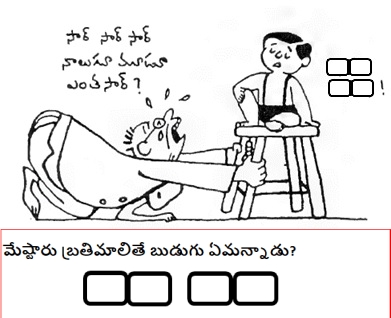 సార్ సార్ సార్
నాలుగూ మూడూ
ఎంత సార్ ?
!
మేష్టారు బ్రతిమాలితే బుడుగు ఏమన్నాడు?